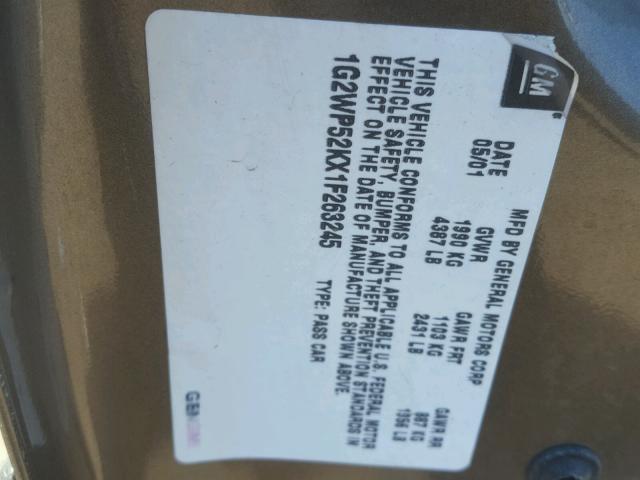 GM
MFD BY GENERAL MOTORS CORP
DATE GVWR GAWR FRT GAWR RR
05/01 1990 KG 1103 KG 887 KG
4387 LB 2431 LB 1956 LB
THIS VEHICLE CONFORMS TO ALL APPLICABLE U.S. FEDERAL MOTOR
VEHICLE SAFETY, BUMPER, AND THEFT PREVENTION STANDARDS IN
EFFECT ON THE DATE OF MANUFACTURE SHOWN ABOVE.
1G2WP52KX1F263245 TYPE: PASS CAR